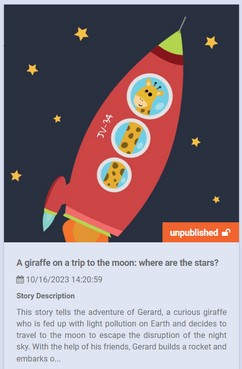 JV-14
unpublished
A giraffe on a trip to the moon: where are the stars?
10/16/2023 14:20:59
Story Description
This story tells the adventure of Gerard, a curious giraffe
who is fed up with light pollution on Earth and decides to
travel to the moon to escape the disruption of the night
sky. With the help of his friends, Gerard builds a rocket and
embarks o...